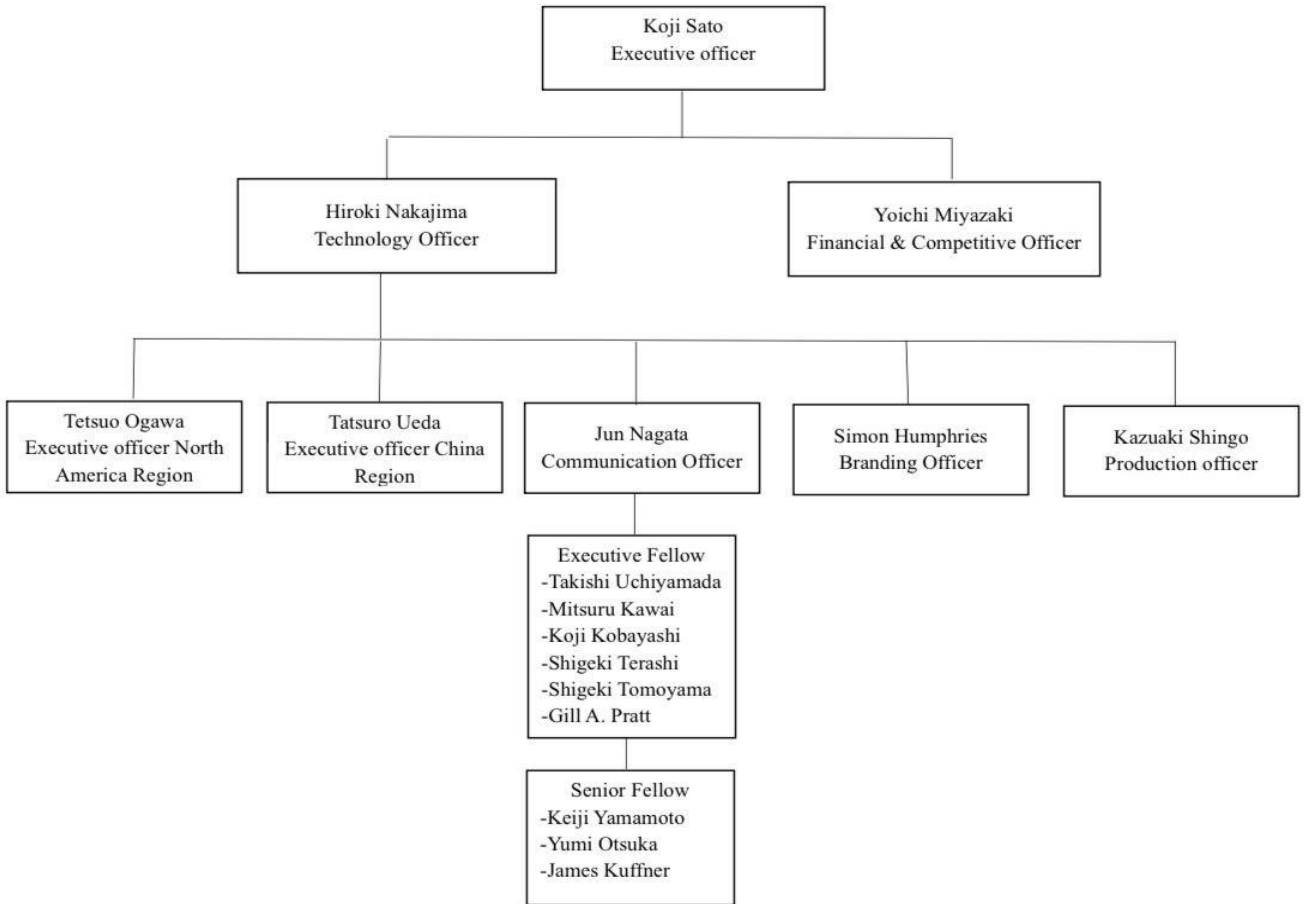 Koji Sato
Executive officer
Hiroki Nakajima
Technology Officer
Yoichi Miyazaki
Financial & Competitive Officer
Tetsuo Ogawa
Executive officer North
America Region
Tatsuro Ueda
Executive officer China
Region
Jun Nagata
Communication Officer
Simon Humphries
Branding Officer
Kazuaki Shingo
Production officer
Executive Fellow
-Takishi Uchiyamada
-Mitsuru Kawai
-Koji Kobayashi
-Shigeki Terashi
-Shigeki Tomoyama
-Gill A. Pratt
Senior Fellow
-Keiji Yamamoto
-Yumi Otsuka
-James Kuffner